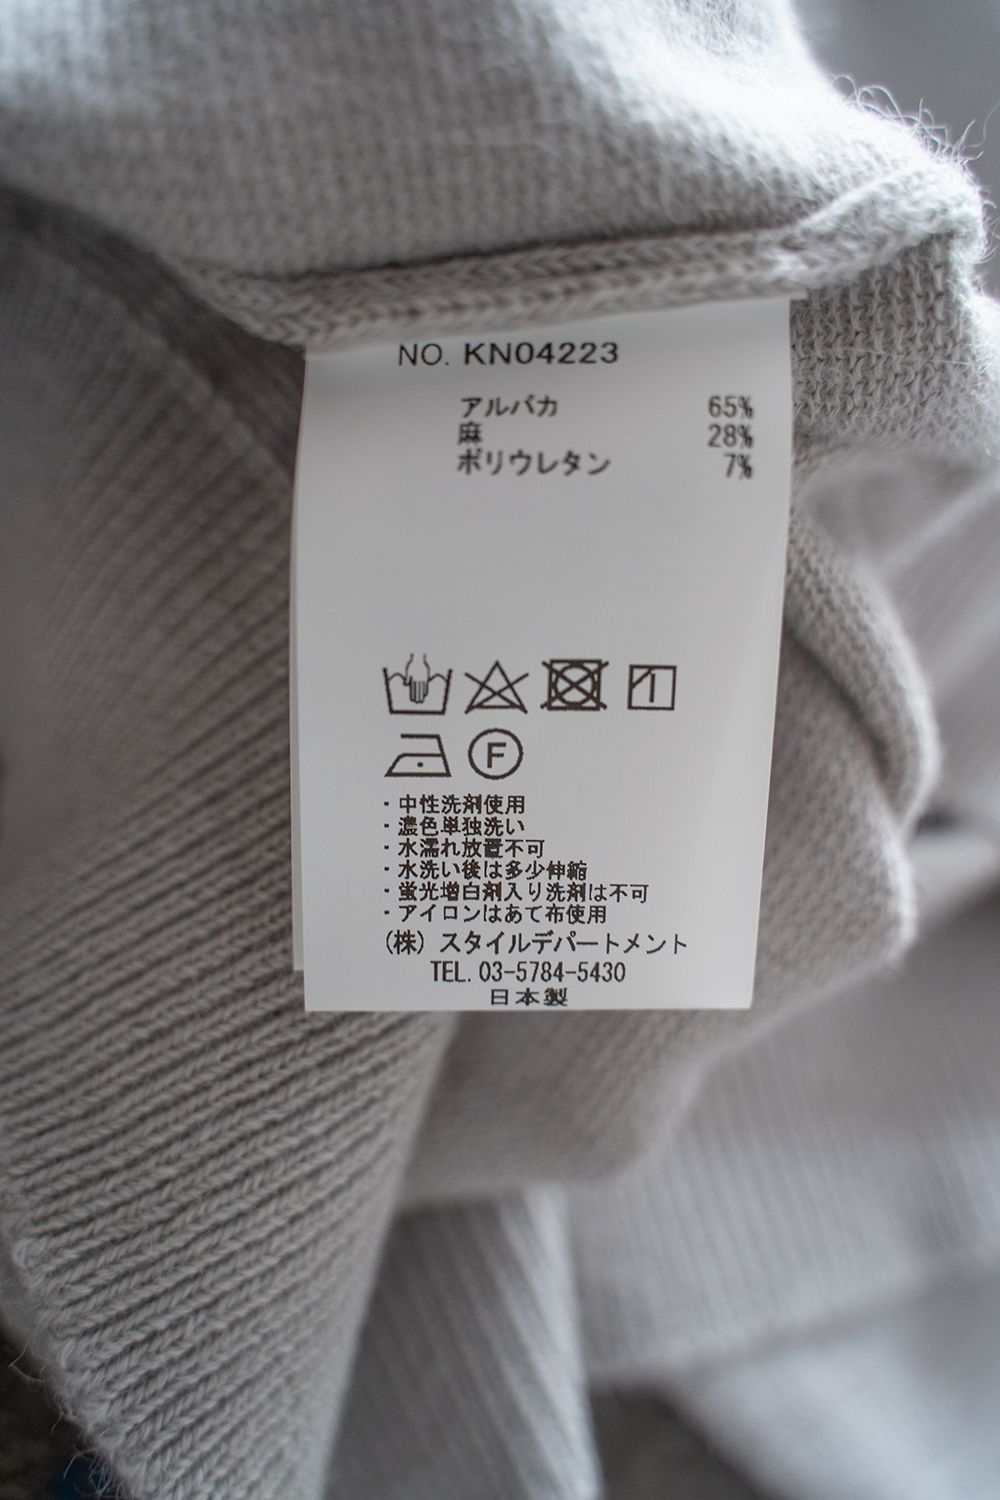 NO. KN04223
アルパカ 65%
麻 28%
ポリウレタン 7%
F
・中性洗剤使用
・濃色単独洗い
・水濡れ放置不可
・水洗い後は多少伸縮
・蛍光増白剤入り洗剤は不可
・アイロンはあて布使用
(株) スタイルデパートメント
TEL. 03-5784-5430
日本製